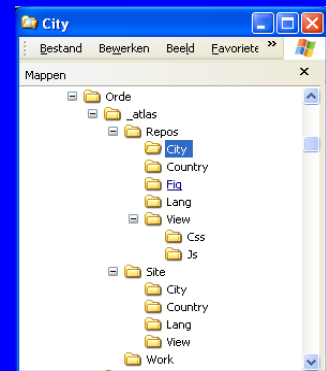 City
Bestand Bewerken Beeld Favoriete »
Mappen
Orde
_atlas
Repos
City
Country
Fig
Lang
View
Css
Js
Site
City
Country
Lang
View
Work